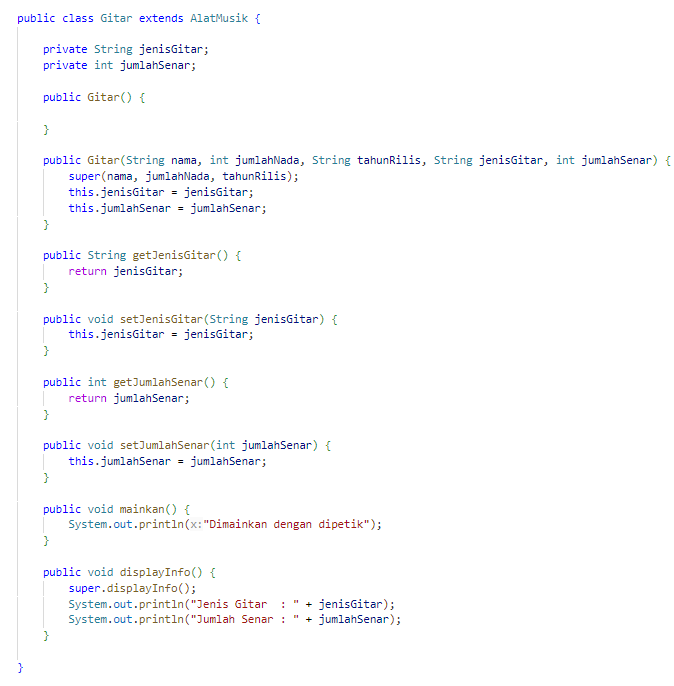 public class Gitar extends AlatMusik {
private String jenisGitar;
private int jumlahSenar;
public Gitar() {
}
public Gitar(String nama, int jumlahNada, String tahunRilis, String jenisGitar, int jumlahSenar) {
super(nama, jumlahNada, tahunRilis);
this.jenisGitar = jenisGitar;
this.jumlahSenar = jumlahSenar;
}
public String getJenisGitar() {
return jenisGitar;
}
public void setJenisGitar(String jenisGitar) {
this.jenisGitar = jenisGitar;
}
public int getJumlahSenar() {
return jumlahSenar;
}
public void setJumlahSenar(int jumlahSenar) {
this.jumlahSenar = jumlahSenar;
}
public void mainkan() {
System.out.println(x:"Dimainkan dengan dipetik");
}
public void displayInfo() {
super.displayInfo();
System.out.println("Jenis Gitar  : " + jenisGitar);
System.out.println("Jumlah Senar : " + jumlahSenar);
}
}